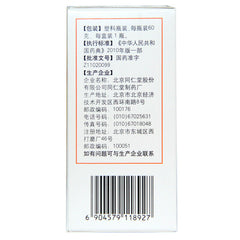 【包装】塑料瓶装,每瓶装60
克,每盒装1瓶。
【执行标准】《中华人民共和
国药典》2010年版一部
【批准文号】国药准字
Z11020099
【生产企业】
北京同仁堂股份
有限公司同仁堂制药厂
生产地址:北京市北京经济
技术开发区西环南路8号
邮政编码:100176
电话号码:(010)67025631
传真号码:(010)67018048
注册地址:北京市东城区西
打磨厂46号
邮政编码:100051
如有问题可与生产企业联系
6 904579 118927